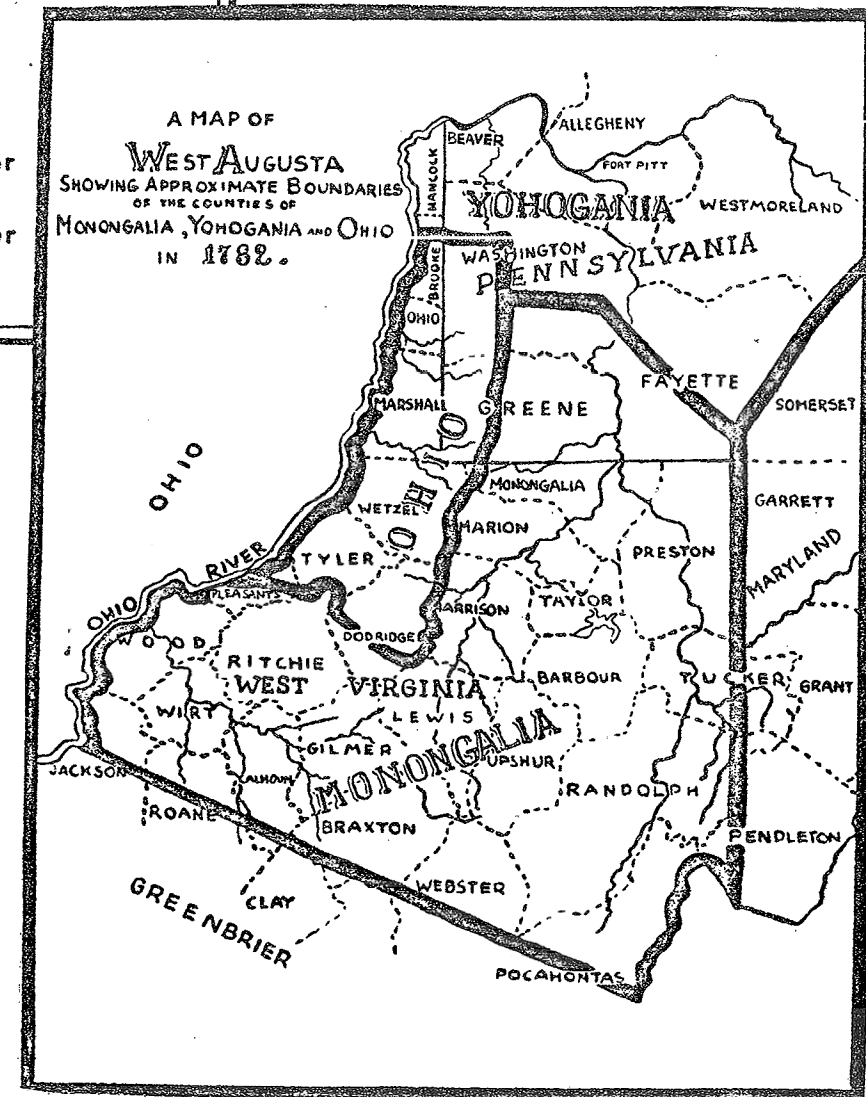 A MAP OF
WEST AUGUSTA
SHOWING APPROXIMATE BOUNDARIES
OF THE COUNTIES OF
MONONGALIA, YOHOGANIA AND OHIO
IN 1782.
BEAVER
ALLEGHENY
HANCOCK
FORT PITT
YOHOGANIA
WESTMORELAND
WASHINGTON
PENNSYLVANIA
BROOKE
OHIO
FAYETTE
SOMERSET
MARSHALL
GREENE
OHIO
OHIO
MONONGALIA
WETZEL
MARION
GARRETT
PRESTON
MARYLAND
TYLER
OHIO RIVER
PLEASANTS
TAYLOR
ARRISON
DODRIDGE
WOOD
RITCHIE
WEST VIRGINIA
BARBOUR
TUCKER
GRANT
WIRT
LEWIS
GILMER
MONONGALIA
UPSHUR
JACKSON
ALHOUN
RANDOLPH
ROANE
BRAXTON
PENDLETON
WEBSTER
CLAY
GREENBRIER
POCAHONTAS